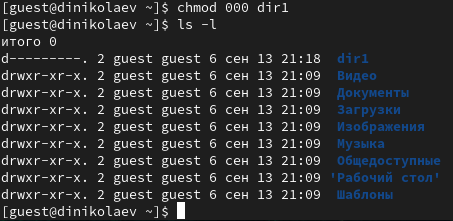 [guest@dinikolaev ~]$ chmod 000 dir1
[guest@dinikolaev ~]$ ls -l
итого 0
d---------. 2 guest guest 6 сен 13 21:18  dir1
drwxr-xr-x. 2 guest guest 6 сен 13 21:09  Видео
drwxr-xr-x. 2 guest guest 6 сен 13 21:09  Документы
drwxr-xr-x. 2 guest guest 6 сен 13 21:09  Загрузки
drwxr-xr-x. 2 guest guest 6 сен 13 21:09  Изображения
drwxr-xr-x. 2 guest guest 6 сен 13 21:09  Музыка
drwxr-xr-x. 2 guest guest 6 сен 13 21:09  Общедоступные
drwxr-xr-x. 2 guest guest 6 сен 13 21:09 'Рабочий стол'
drwxr-xr-x. 2 guest guest 6 сен 13 21:09  Шаблоны
[guest@dinikolaev ~]$